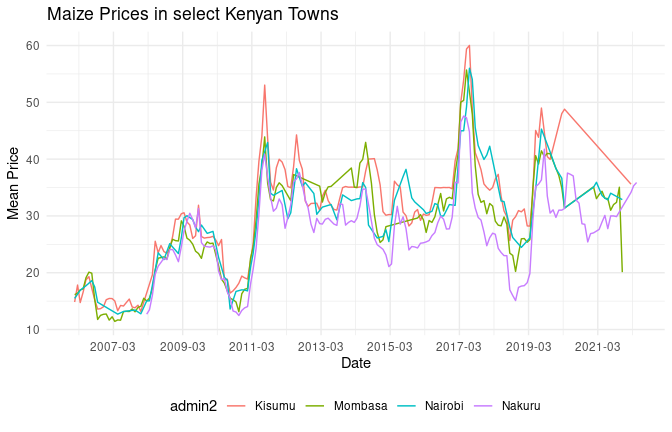 Maize Prices in select Kenyan Towns
60
50
40
30
20
10
Mean Price
2007-03 2009-03 2011-03 2013-03 2015-03 2017-03 2019-03 2021-03
Date
admin2 Kisumu Mombasa Nairobi Nakuru